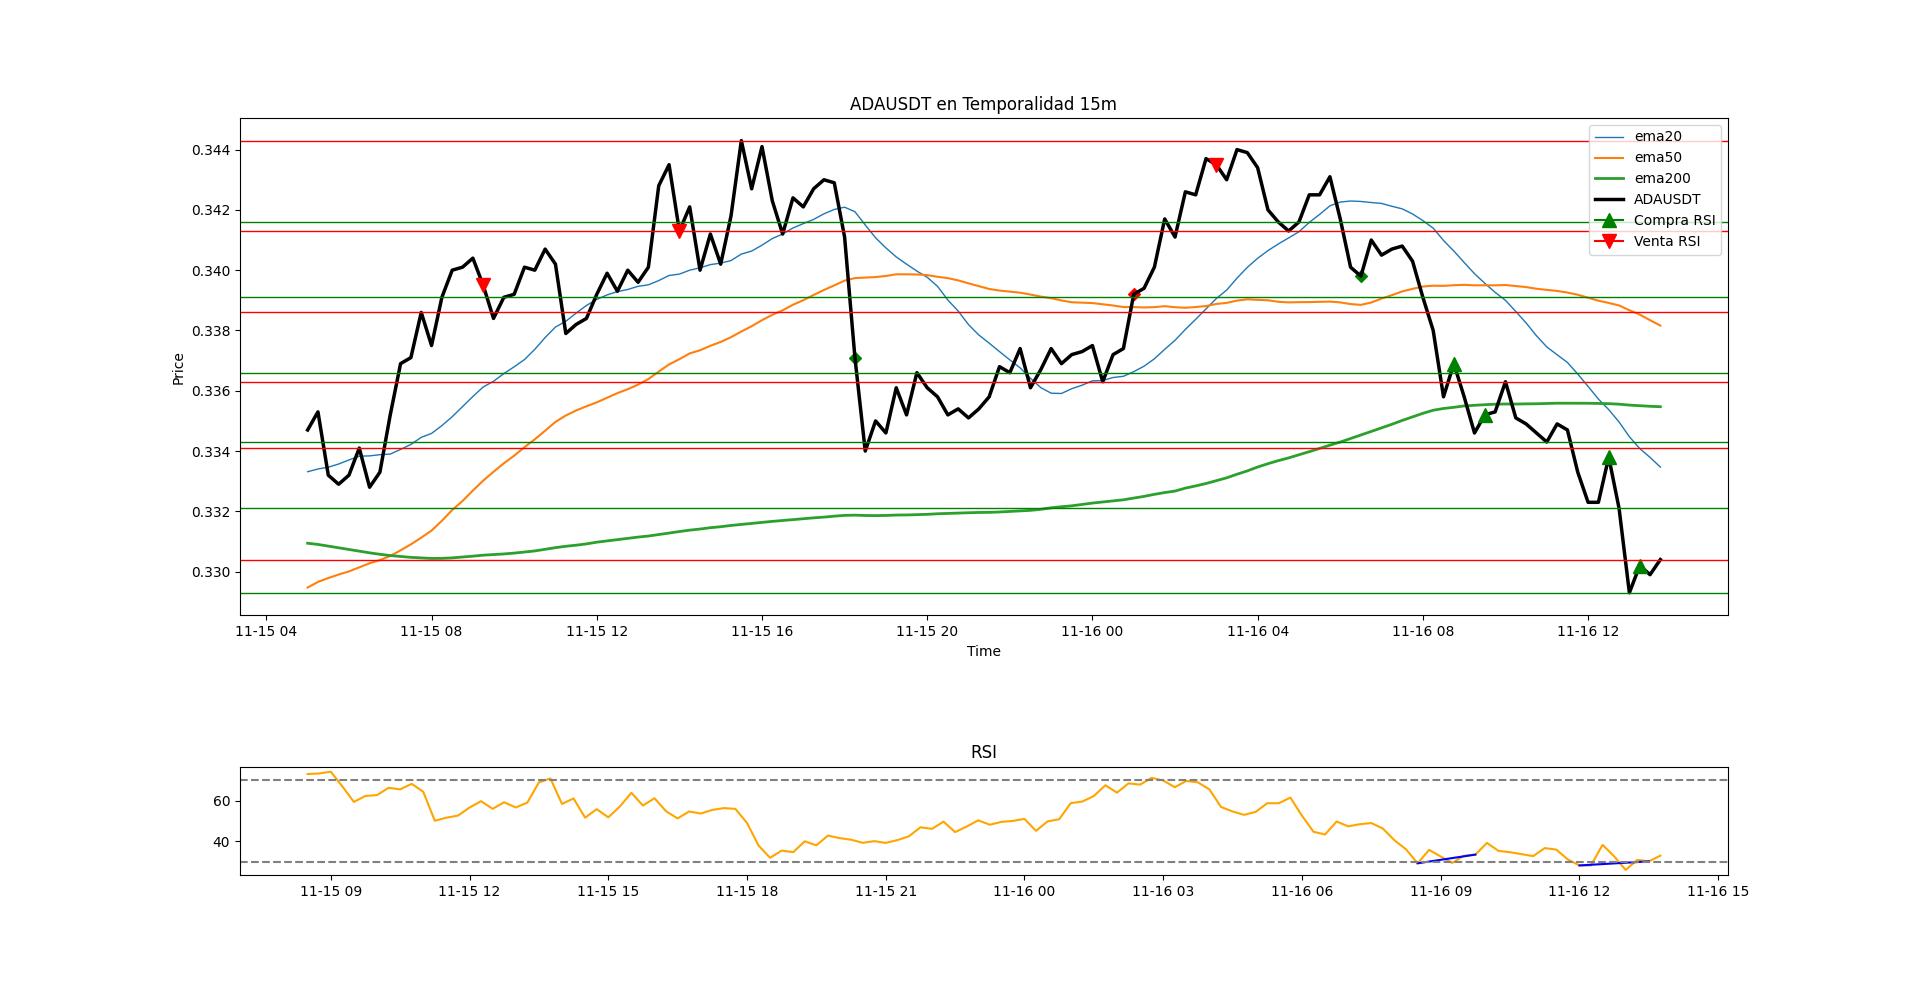 ADAUSDT en Temporalidad 15m
0.344
0.342
0.340
0.338
0.336
0.334
0.332
0.330
Price
ema20
ema50
ema200
ADAUSDT
Compra RSI
Venta RSI
11-15 04 11-15 08 11-15 12 11-15 16 11-15 20 11-16 00 11-16 04 11-16 08 11-16 12
Time
RSI
60
40
11-15 09 11-15 12 11-15 15 11-15 18 11-15 21 11-16 00 11-16 03 11-16 06 11-16 09 11-16 12 11-16 15